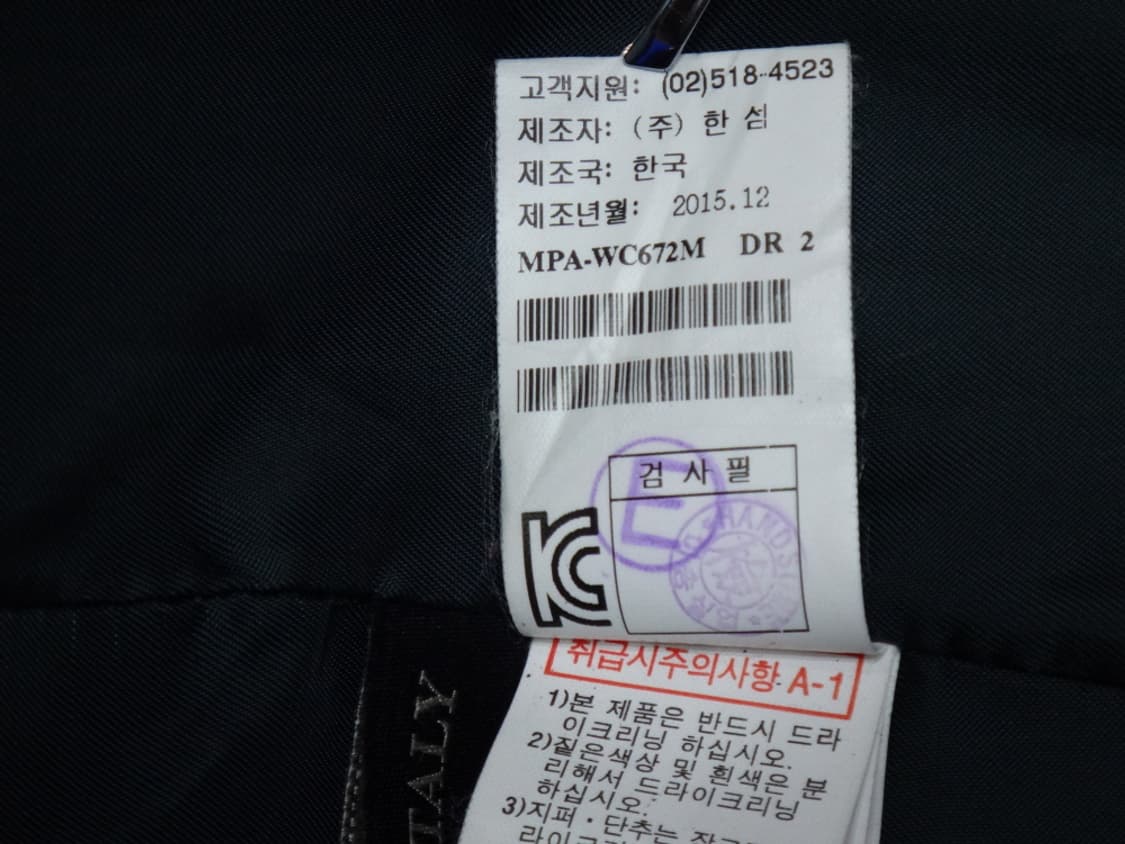 고객지원: (02)518-4523
제조자: (주) 한 섬
제조국: 한국
제조년월: 2015.12
MPA-WC672M DR 2
검 사 필
E
KC
취급시주의사항 A-1
1)본 제품은 반드시 드라
이크리닝 하십시오.
2)짙은색상 및 흰색은 분
리해서 드라이크리닝
하십시오.
3)지퍼·단추는
ITALY